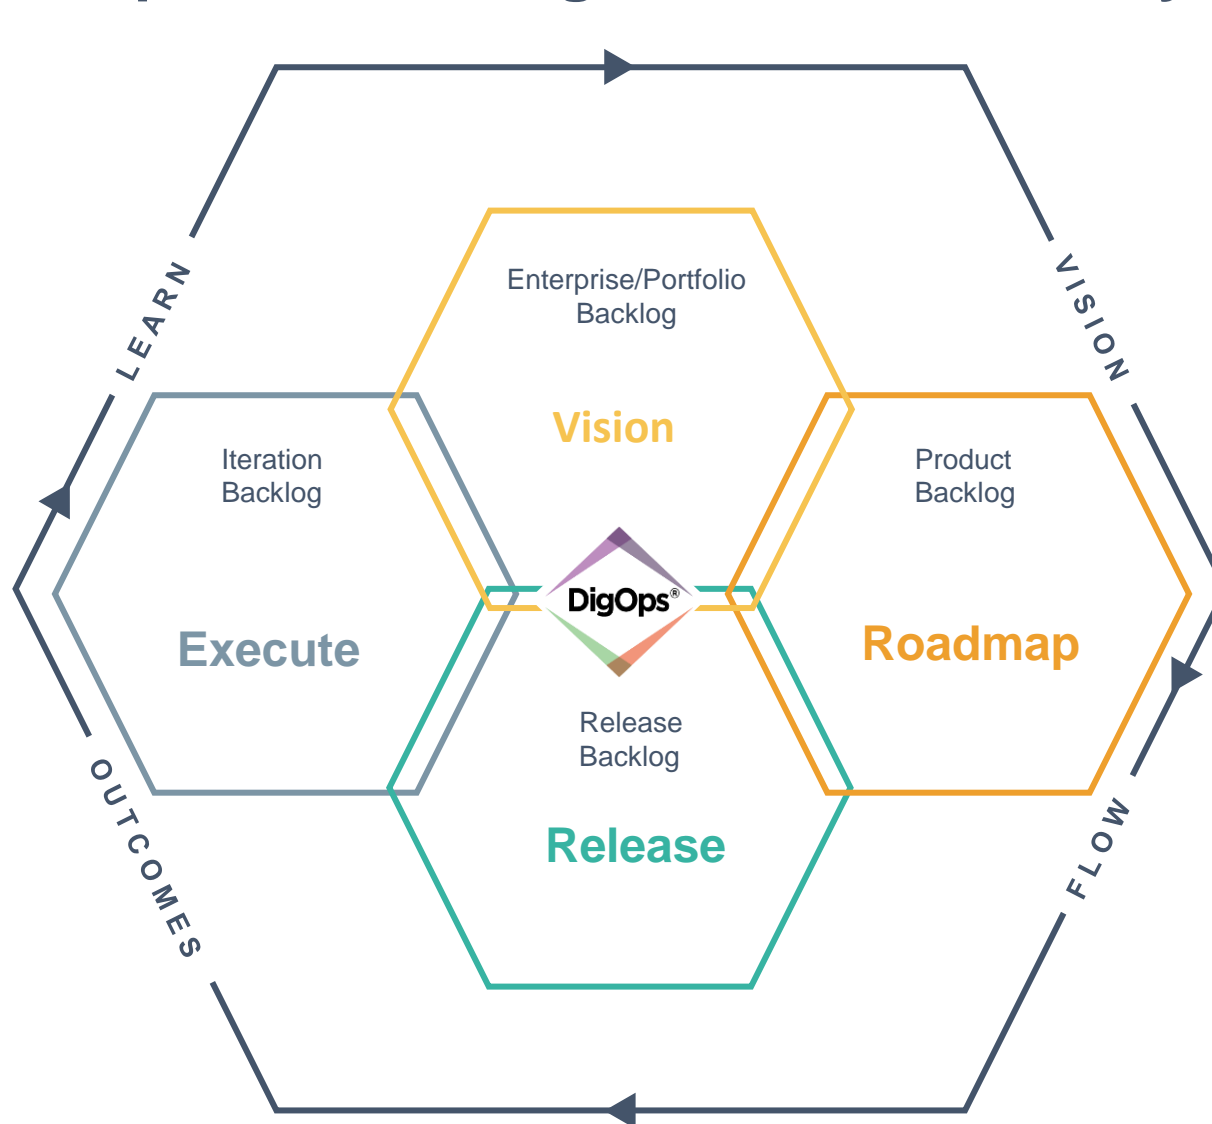 LEARN
VISION
Enterprise/Portfolio
Backlog
Vision
Iteration
Backlog
Execute
Product
Backlog
Roadmap
DigOps®
Release
Backlog
Release
OUTCOMES
FLOW